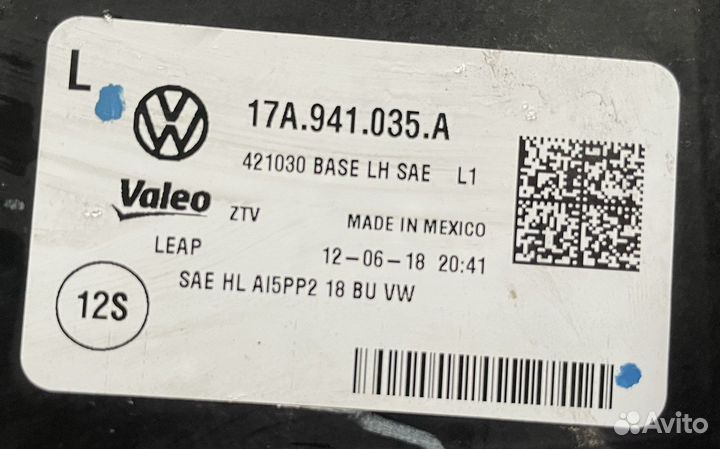 L
17A.941.035.A
421030 BASE LH SAE L1
Valeo ZTV
MADE IN MEXICO
LEAP
12-06-18 20:41
SAE HL AI5PP2 18 BU VW
12S
Avito